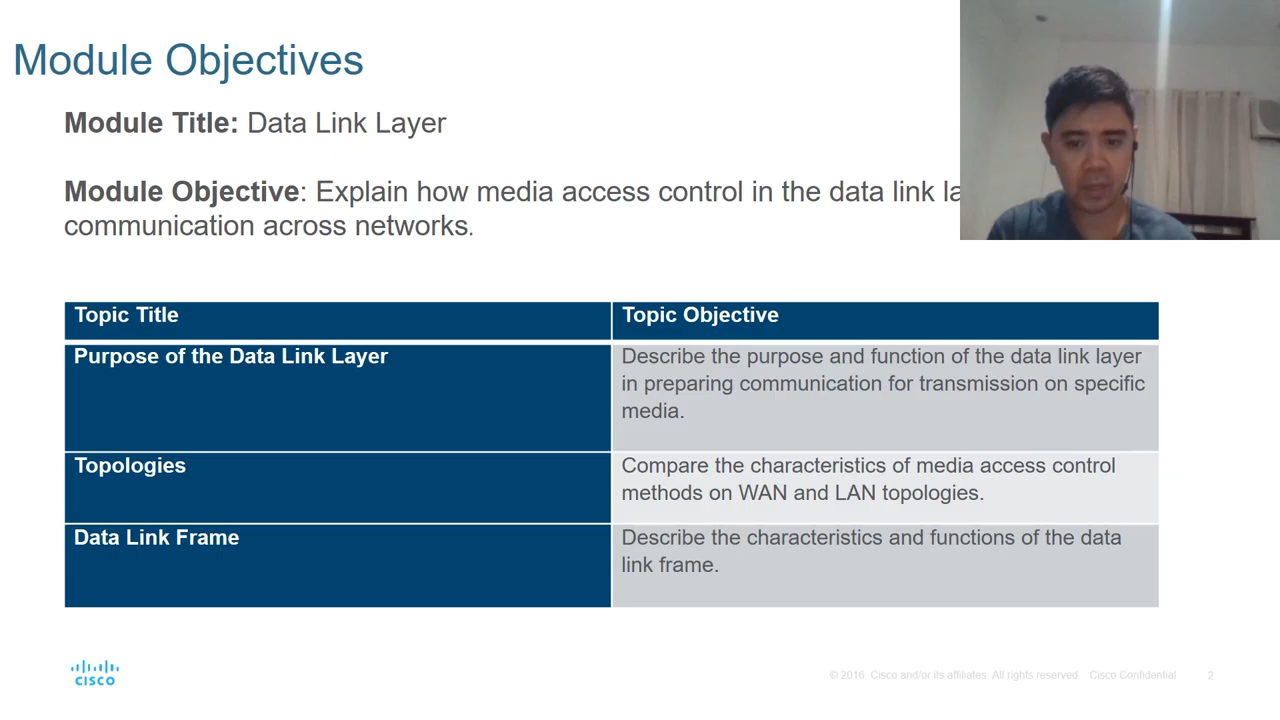 Module Objectives
Module Title: Data Link Layer
Module Objective: Explain how media access control in the data link
communication across networks.
Topic Title
Topic Objective
Purpose of the Data Link Layer
Describe the purpose and function of the data link layer
in preparing communication for transmission on specific
media.
Topologies
Compare the characteristics of media access control
methods on WAN and LAN topologies.
Data Link Frame
Describe the characteristics and functions of the data
link frame.
CISCO
© 2016 Cisco and/or its affiliates. All rights reserved Cisco Confidential
2